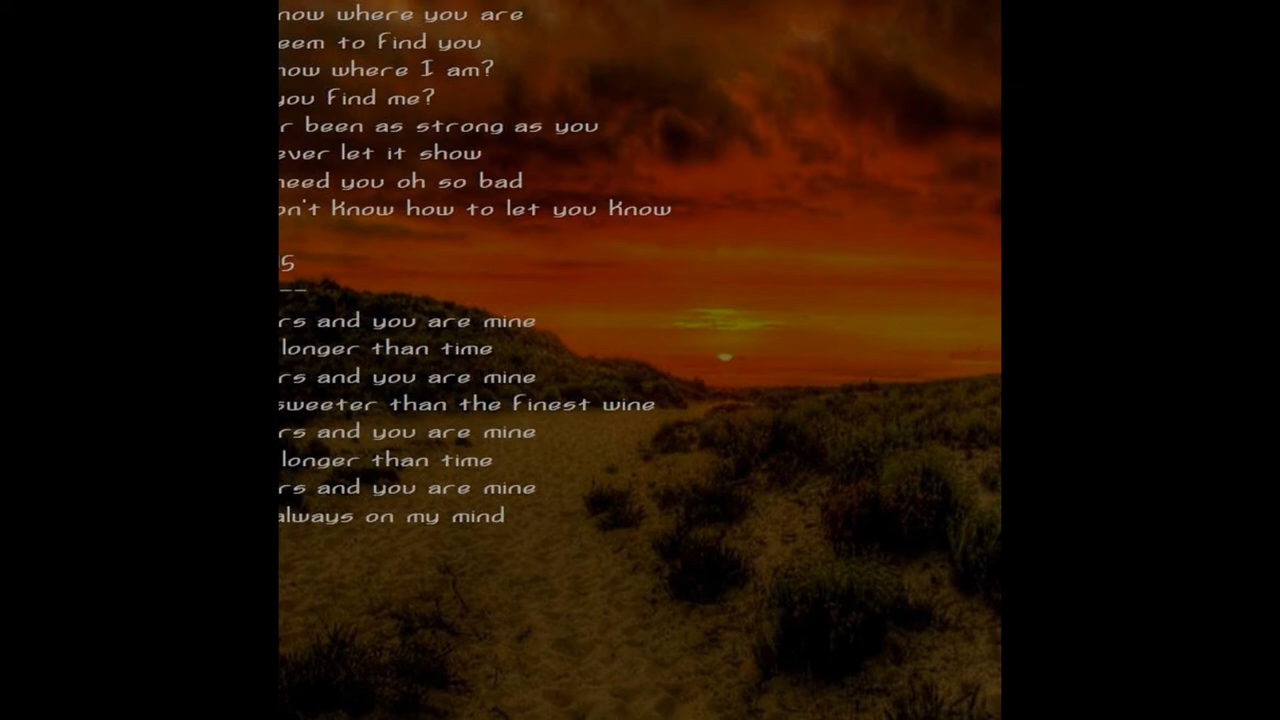 now where you are
eem to find you
now where I am?
you find me?
r been as strong as you
ever let it show
need you oh so bad
on't know how to let you know
us
__
rs and you are mine
longer than time
rs and you are mine
sweeter than the finest wine
rs and you are mine
longer than time
rs and you are mine
always on my mind